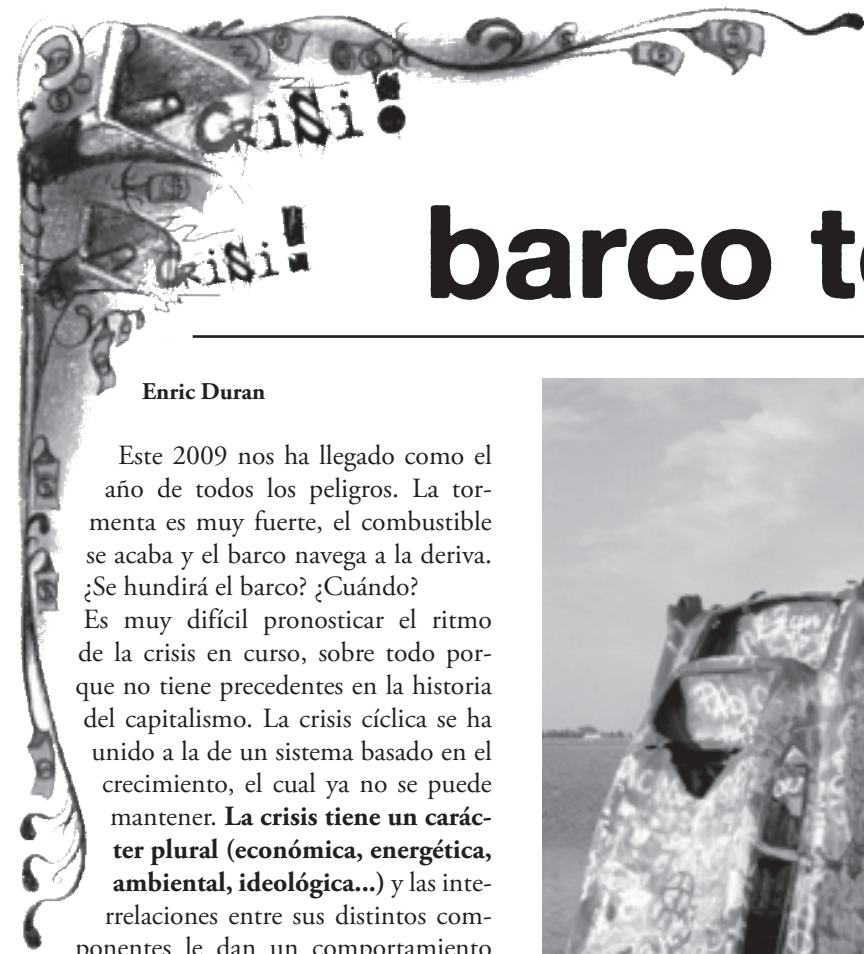 CRiSi!
CRiSi!
barco
Enric Duran
Este 2009 nos ha llegado como el
año de todos los peligros. La tor-
menta es muy fuerte, el combustible
se acaba y el barco navega a la deriva.
¿Se hundirá el barco? ¿Cuándo?
Es muy difícil pronosticar el ritmo
de la crisis en curso, sobre todo por-
que no tiene precedentes en la historia
del capitalismo. La crisis cíclica se ha
unido a la de un sistema basado en el
crecimiento, el cual ya no se puede
mantener. La crisis tiene un carác-
ter plural (económica, energética,
ambiental, ideológica...) y las inte-
rrelaciones entre sus distintos com-
ponentes le dan un comportamiento